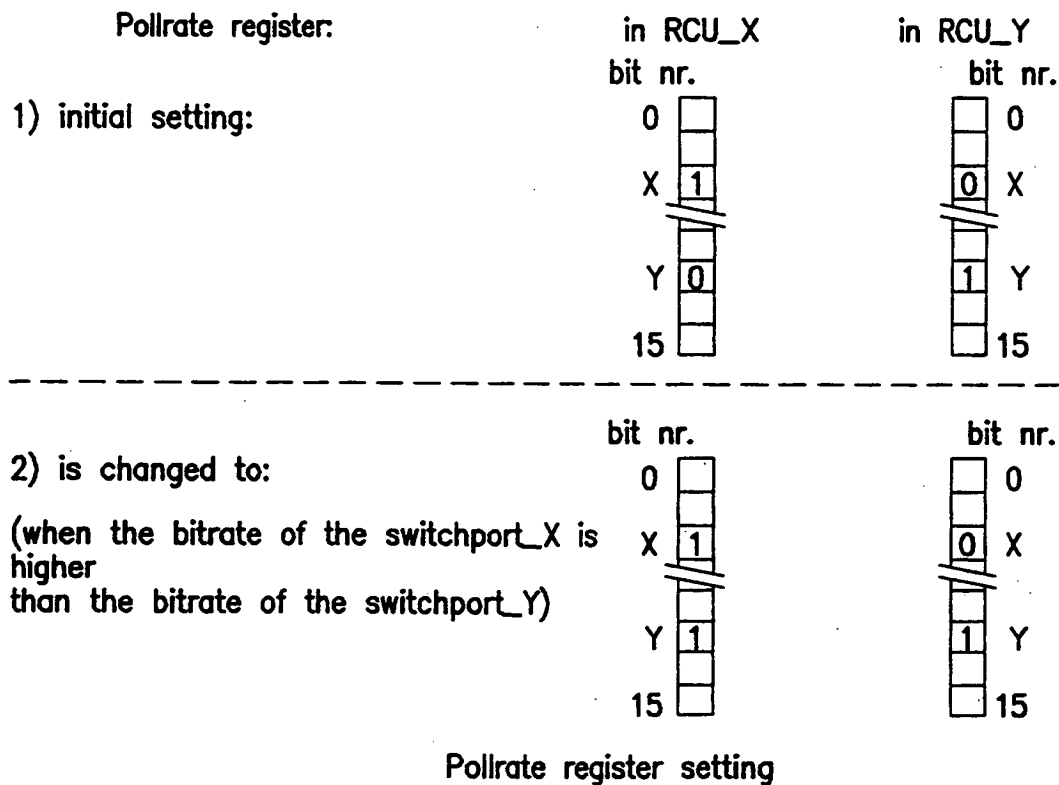 Pollrate register: in RCU_X in RCU_Y
bit nr. bit nr.
1) initial setting: 0 0
X 1 0 X
Y 0 1 Y
15 15
bit nr. bit nr.
2) is changed to: 0 0
(when the bitrate of the switchport_X is X 1 0 X
higher
than the bitrate of the switchport_Y)
Y 1 1 Y
15 15
Pollrate register setting